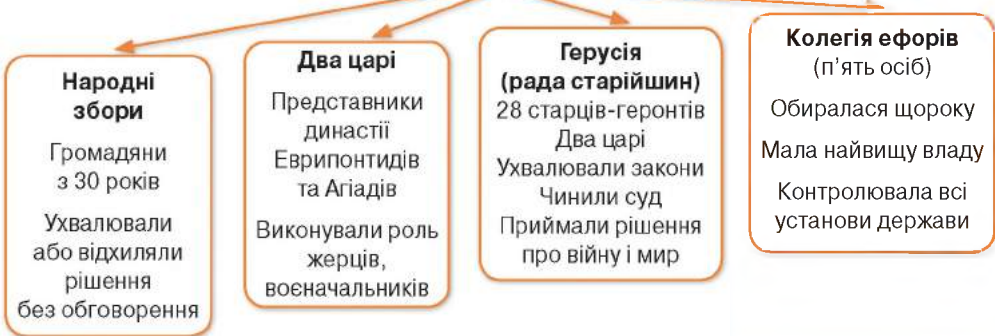 Народні
збори
Громадяни
з 30 років
Ухвалювали
або відхиляли
рішення
без обговорення
Два царі
Представники
династії
Еврипонтидів
та Агіадів
Виконували роль
жерців,
воєначальників
Герусія
(рада старійшин)
28 старців-геронтів
Два царі
Ухвалювали закони
Чинили суд
Приймали рішення
про війну і мир
Колегія ефорів
(п’ять осіб)
Обиралася щороку
Мала найвищу владу
Контролювала всі
установи держави